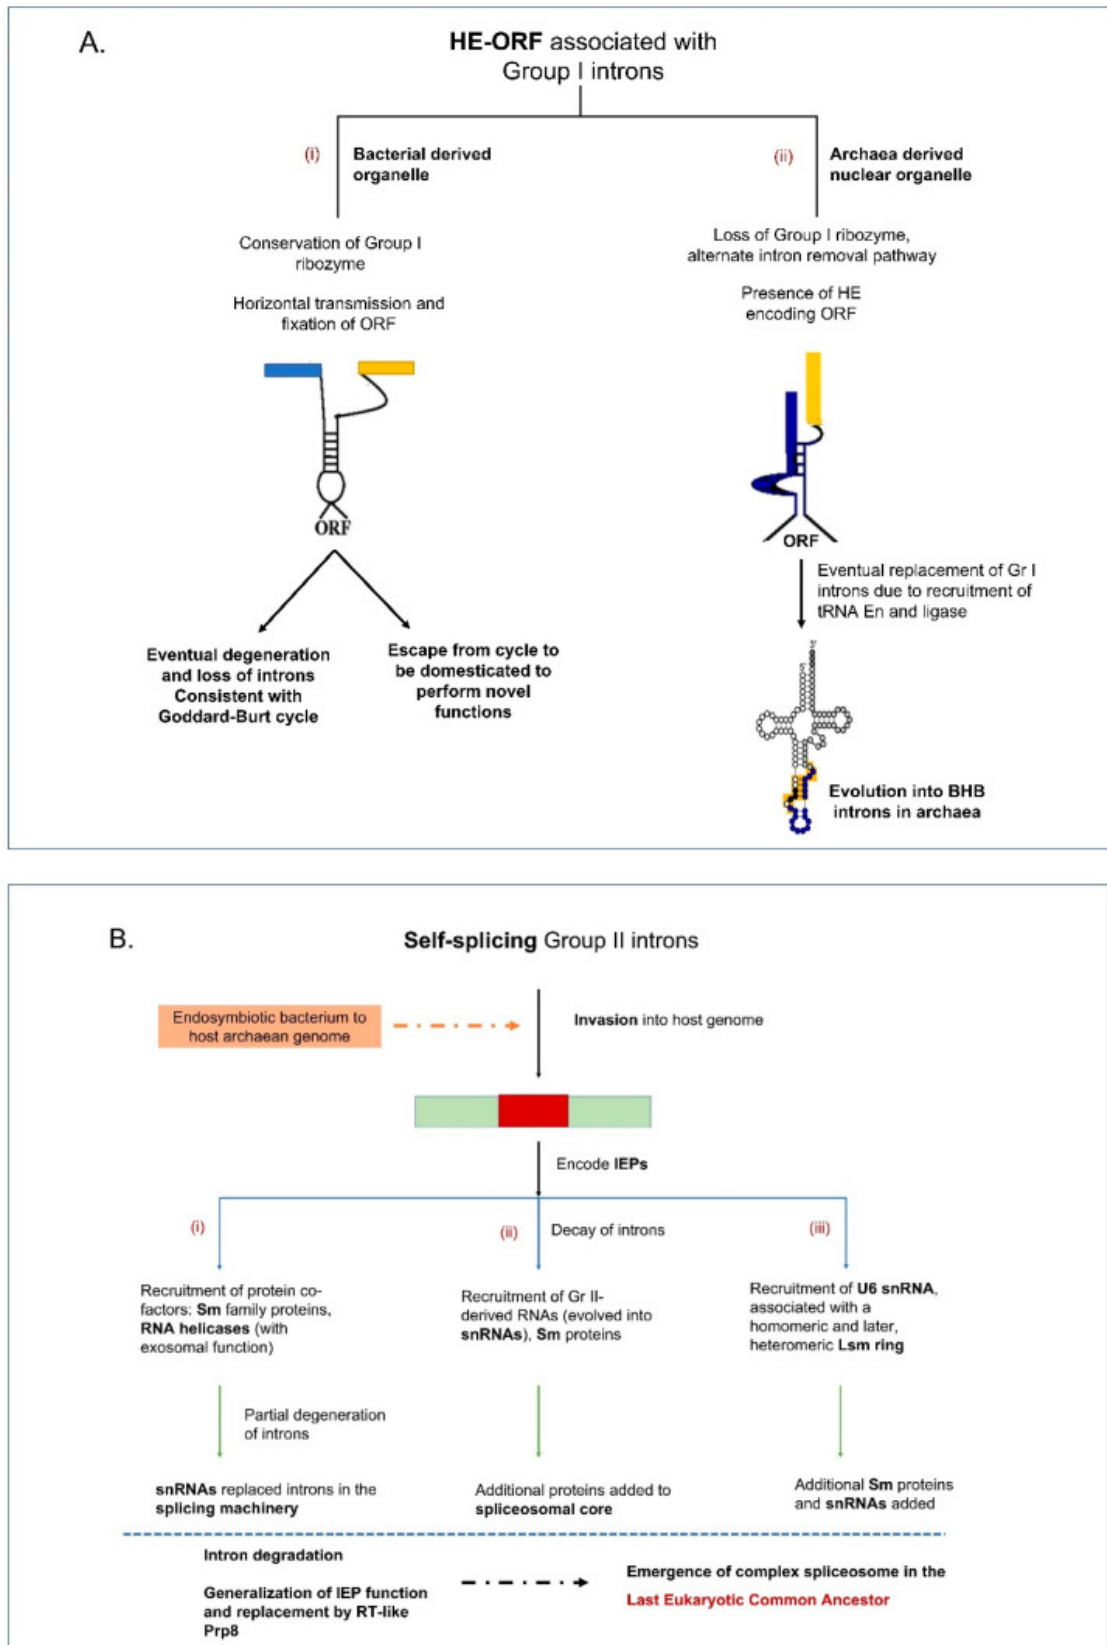 A.
HE-ORF associated with
Group I introns
(i)
Bacterial derived
organelle
(ii)
Archaea derived
nuclear organelle
Conservation of Group I
ribozyme
Horizontal transmission and
fixation of ORF
Loss of Group I ribozyme,
alternate intron removal pathway
Presence of HE
encoding ORF
ORF
ORF
Eventual replacement of Gr I
introns due to recruitment of
tRNA En and ligase
Eventual degeneration
and loss of introns
Consistent with
Goddard-Burt cycle
Escape from cycle to
be domesticated to
perform novel
functions
Evolution into BHB
introns in archaea
B.
Self-splicing Group II introns
Endosymbiotic bacterium to
host archaean genome
Invasion into host genome
Encode IEPs
(i)
(ii)
Decay of introns
(iii)
Recruitment of protein co-
factors: Sm family proteins,
RNA helicases (with
exosomal function)
Recruitment of Gr II-
derived RNAs (evolved into
snRNAs), Sm proteins
Recruitment of U6 snRNA,
associated with a
homomeric and later,
heteromeric Lsm ring
Partial degeneration
of introns
snRNAs replaced introns in the
splicing machinery
Additional proteins added to
spliceosomal core
Additional Sm proteins
and snRNAs added
Intron degradation
Generalization of IEP function
and replacement by RT-like
Prp8
Emergence of complex spliceosome in the
Last Eukaryotic Common Ancestor